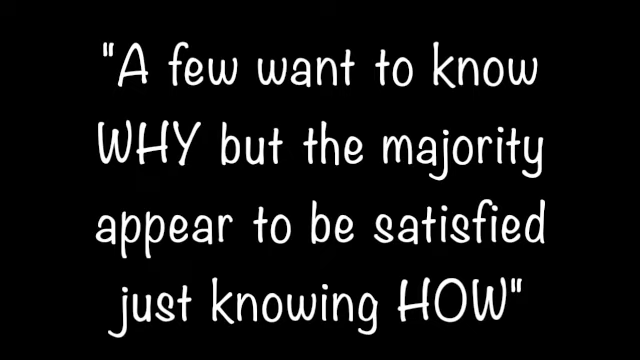 "A few want to know
WHY but the majority
appear to be satisfied
just knowing HOW"